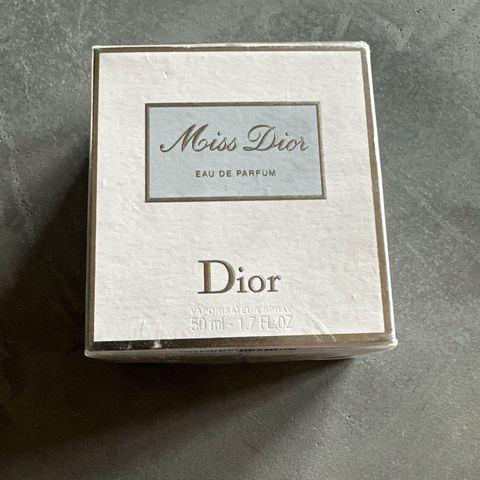 Miss Dior
EAU DE PARFUM
Dior
VAPORISATEUR SPRAY
50 ml - 1.7 FL.OZ